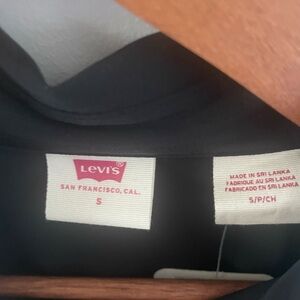 LEVI'S®
SAN FRANCISCO, CAL.
S
MADE IN SRI LANKA
FABRIQUE AU SRI LANKA
FABRICADO EN SRI LANKA
S/P/CH